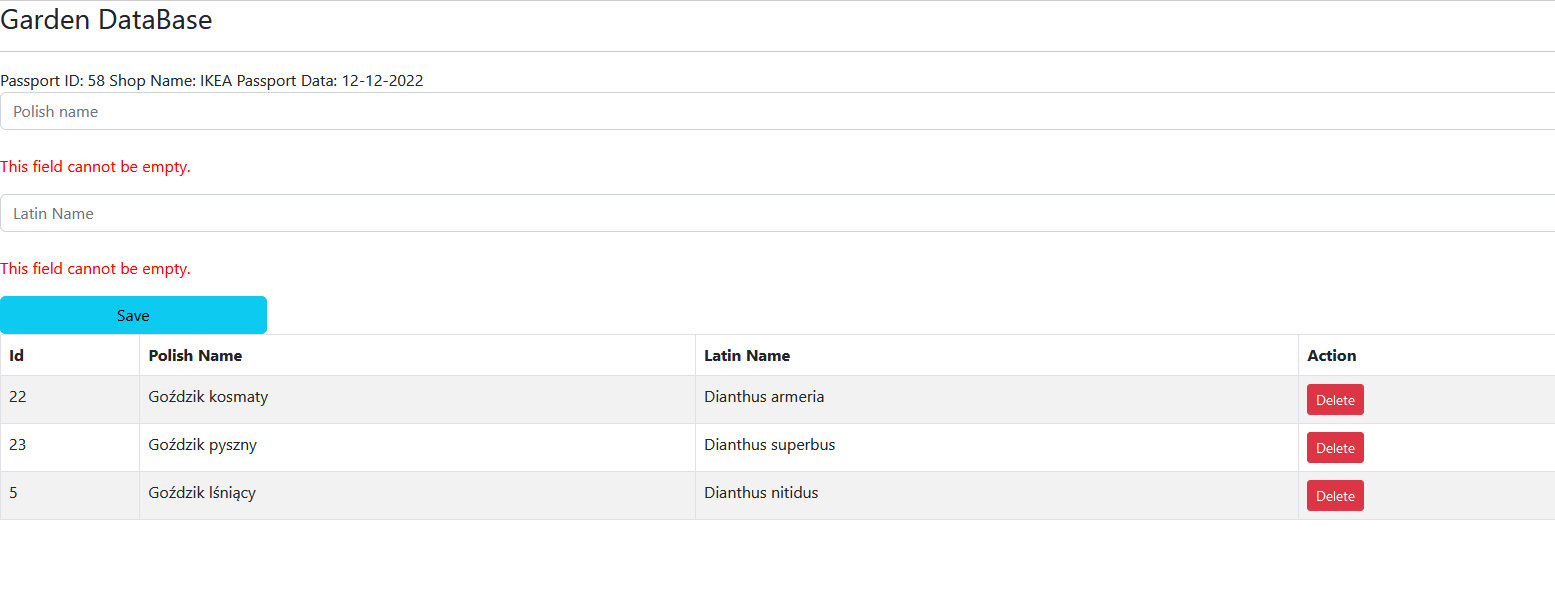 Garden DataBase
Passport ID: 58 Shop Name: IKEA Passport Data: 12-12-2022
Polish name
This field cannot be empty.
Latin Name
This field cannot be empty.
Save
Id Polish Name Latin Name Action
22 Goździk kosmaty Dianthus armeria Delete
23 Goździk pyszny Dianthus superbus Delete
5 Goździk lśniący Dianthus nitidus Delete